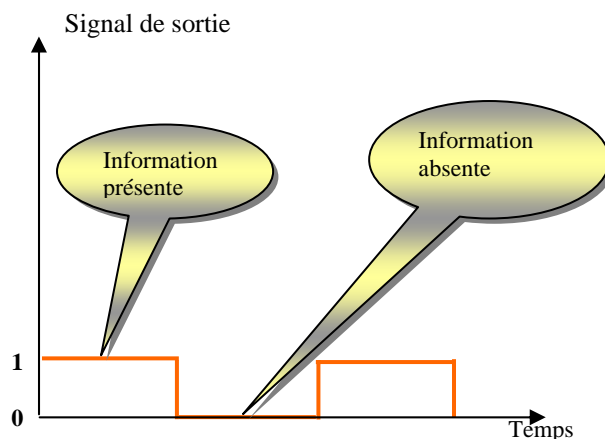 Signal de sortie
Information
présente
Information
absente
1
0
Temps